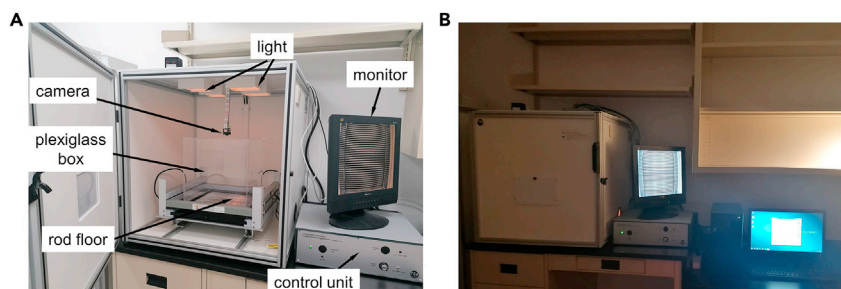 A
light
camera
monitor
plexiglass
box
rod floor
control unit
B